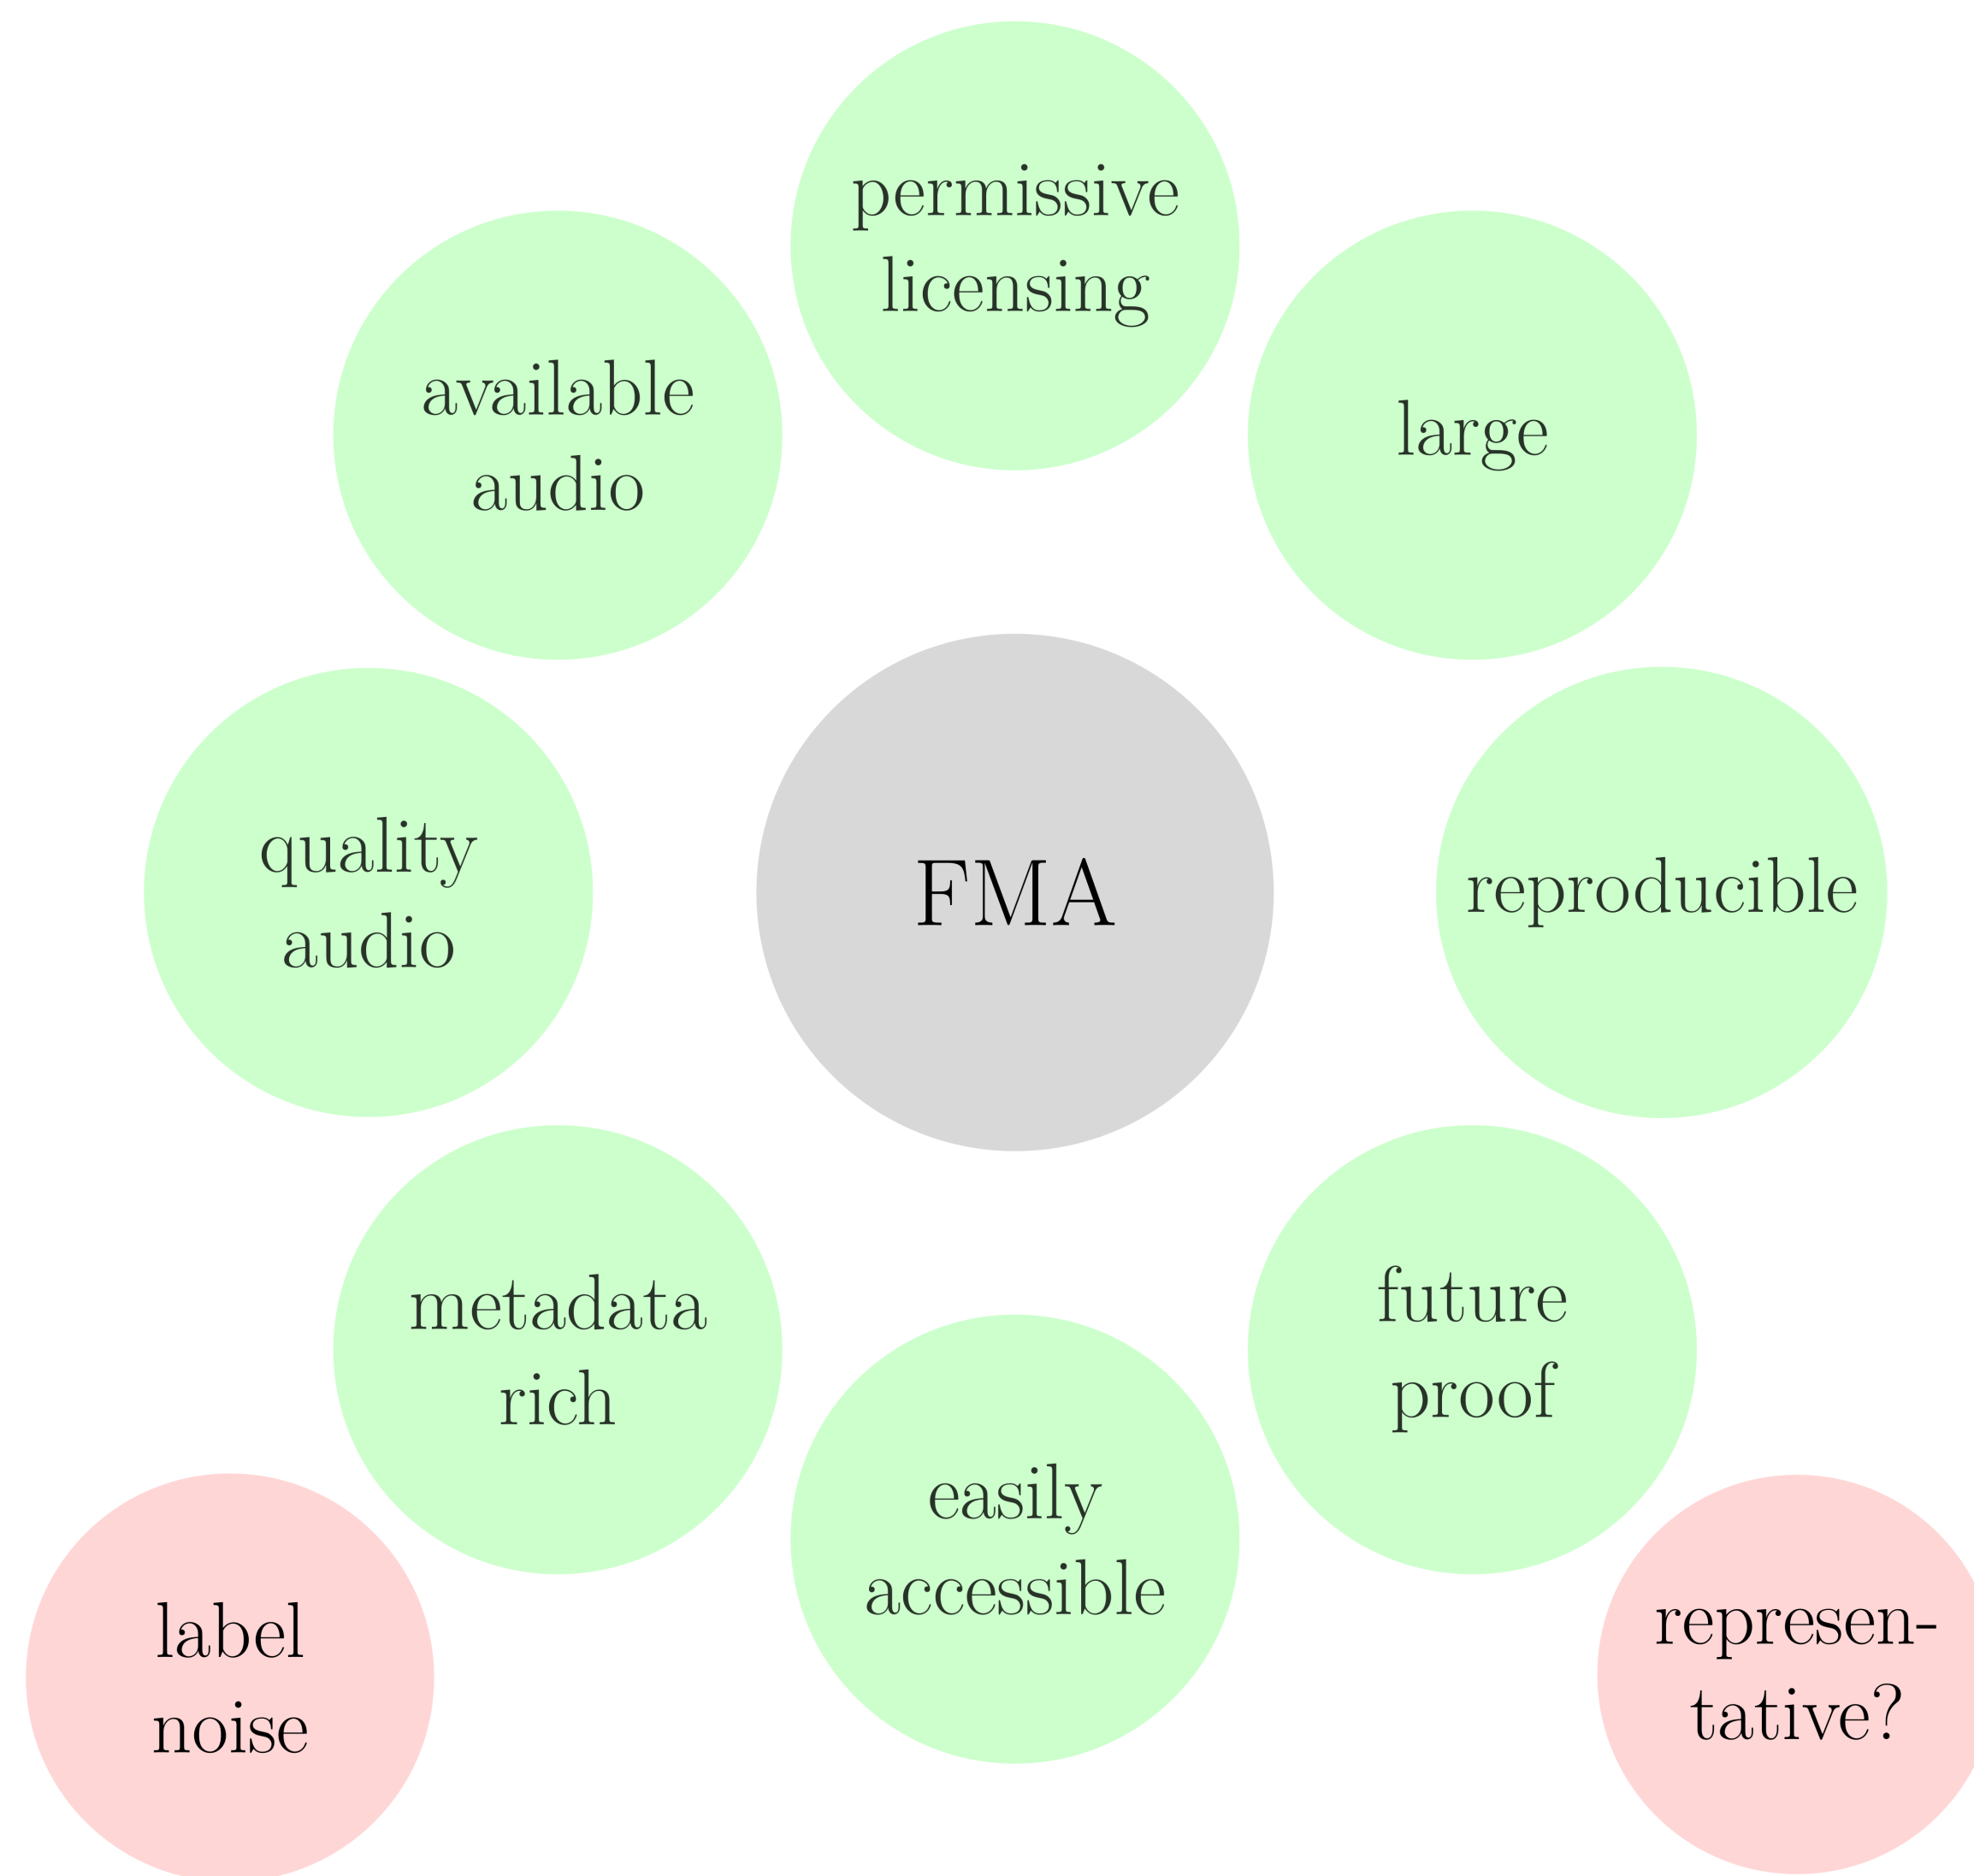 permissive
licensing
available
audio
large
quality
audio
FMA
reproducible
metadata
rich
future
proof
easily
accessible
label
noise
represen-
tative?